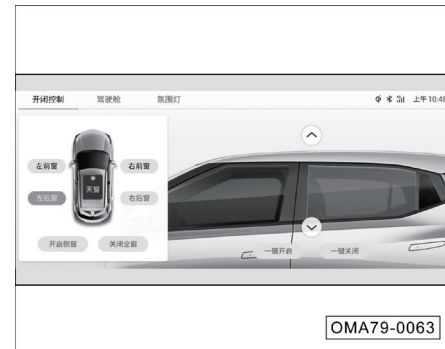 开闭控制 驾驶舱 氛围灯 上午10:48
左前窗 右前窗
天窗
左后窗 右后窗
开启侧窗 关闭全窗
一键开启 一键关闭
OMA79-0063